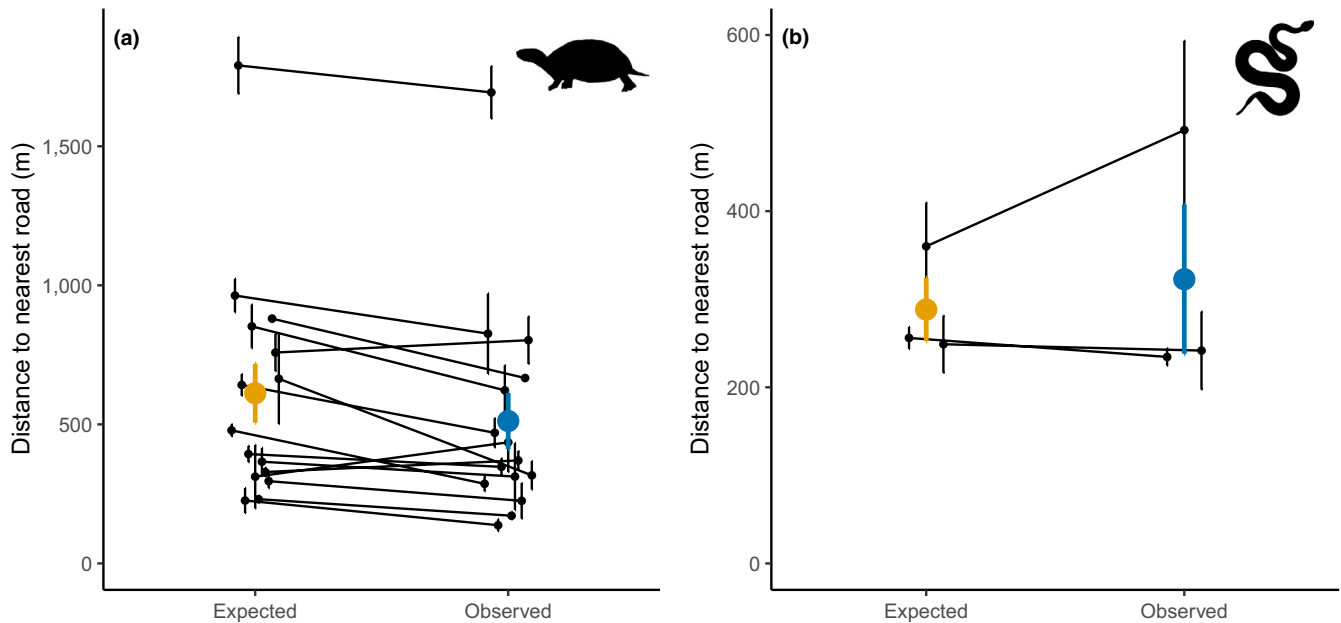 (a)
Distance to nearest road (m)
1,500
1,000
500
0
Expected Observed
(b)
Distance to nearest road (m)
600
400
200
0
Expected Observed